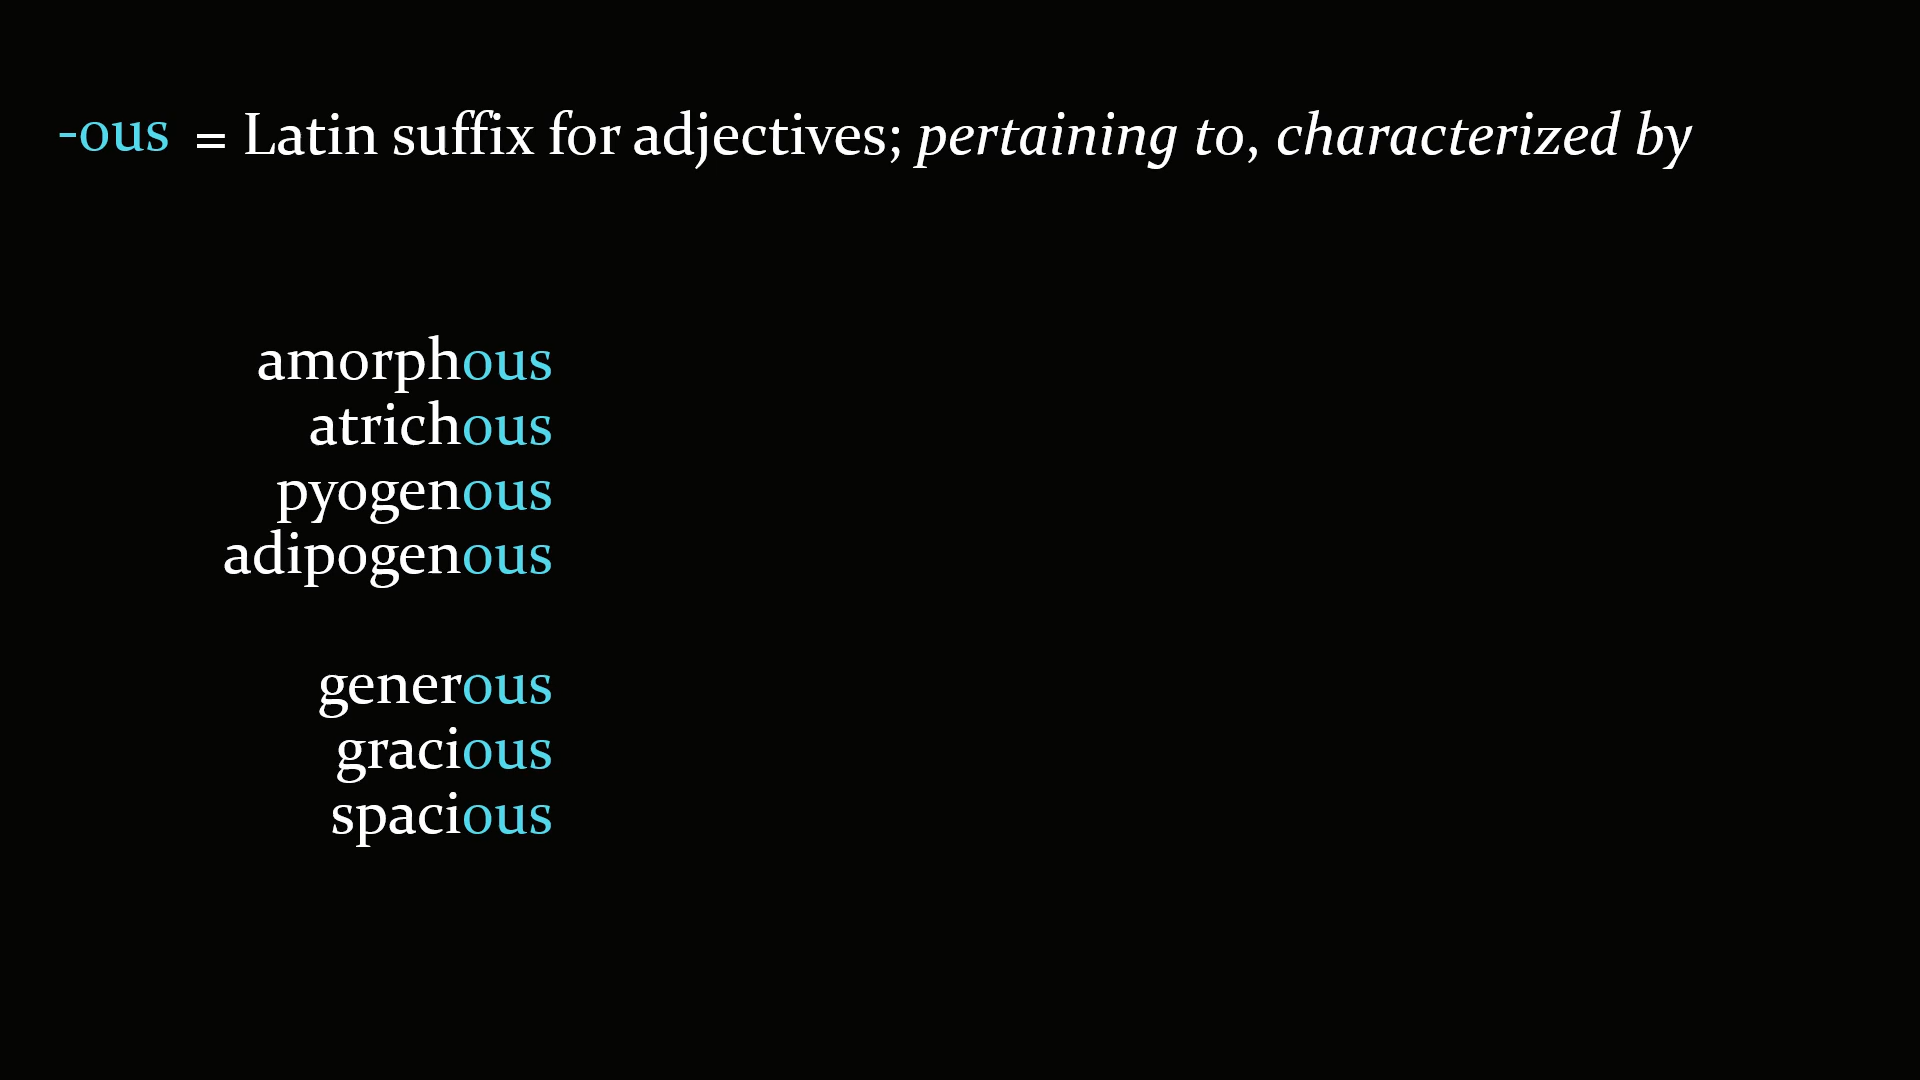 -ous = Latin suffix for adjectives; pertaining to, characterized by
amorphous
atrichous
pyogenous
adipogenous
generous
gracious
spacious